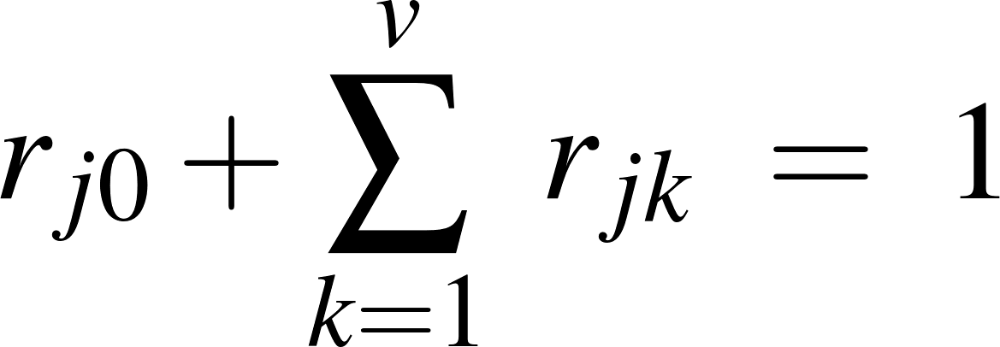 r_{j0} + \sum_{k=1}^{v} r_{jk} = 1